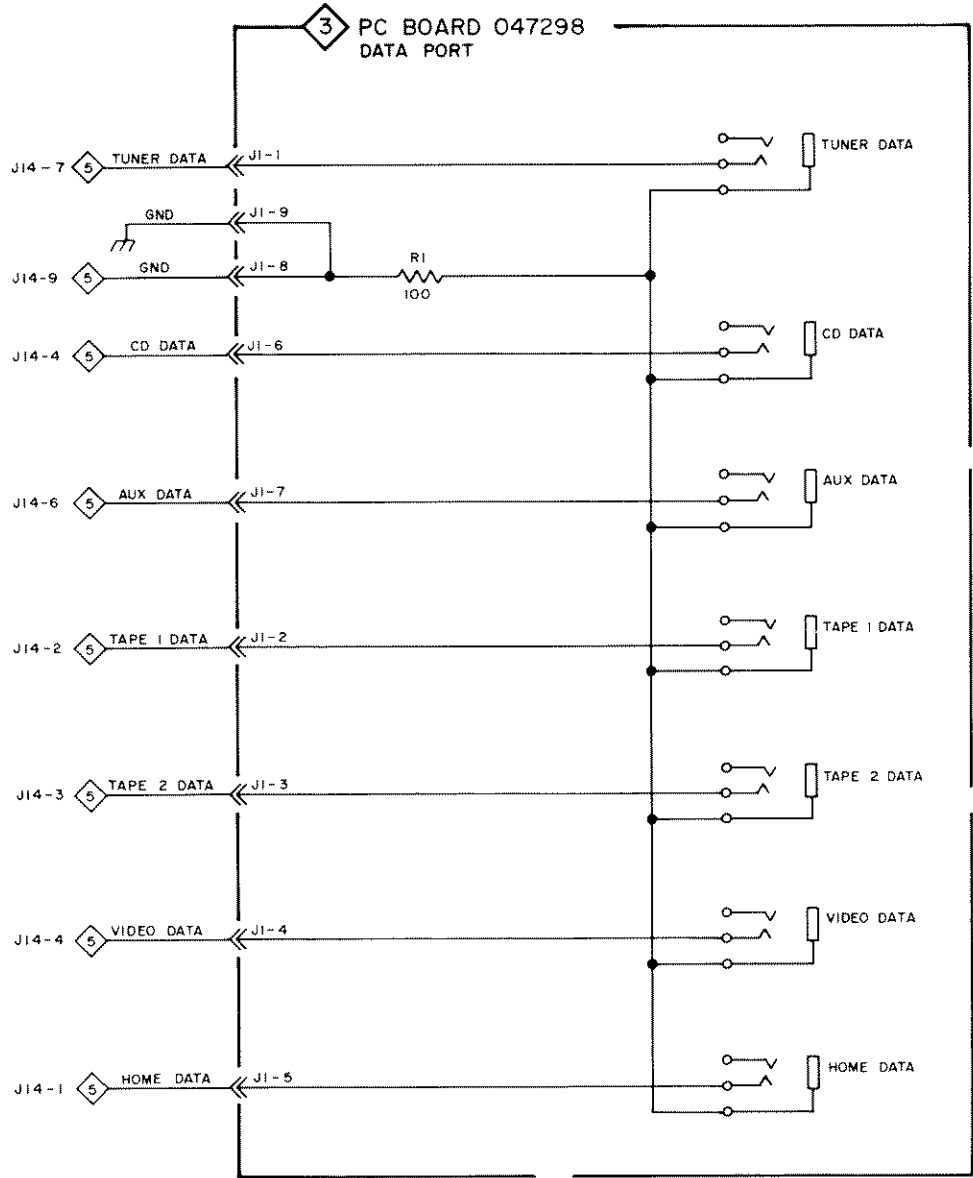 3 PC BOARD 047298
DATA PORT
J14-7 5 TUNER DATA J1-1 TUNER DATA
GND J1-9
J14-9 5 GND J1-8 R1
100
J14-4 5 CD DATA J1-6 CD DATA
J14-6 5 AUX DATA J1-7 AUX DATA
J14-2 5 TAPE 1 DATA J1-2 TAPE 1 DATA
J14-3 5 TAPE 2 DATA J1-3 TAPE 2 DATA
J14-4 5 VIDEO DATA J1-4 VIDEO DATA
J14-1 5 HOME DATA J1-5 HOME DATA